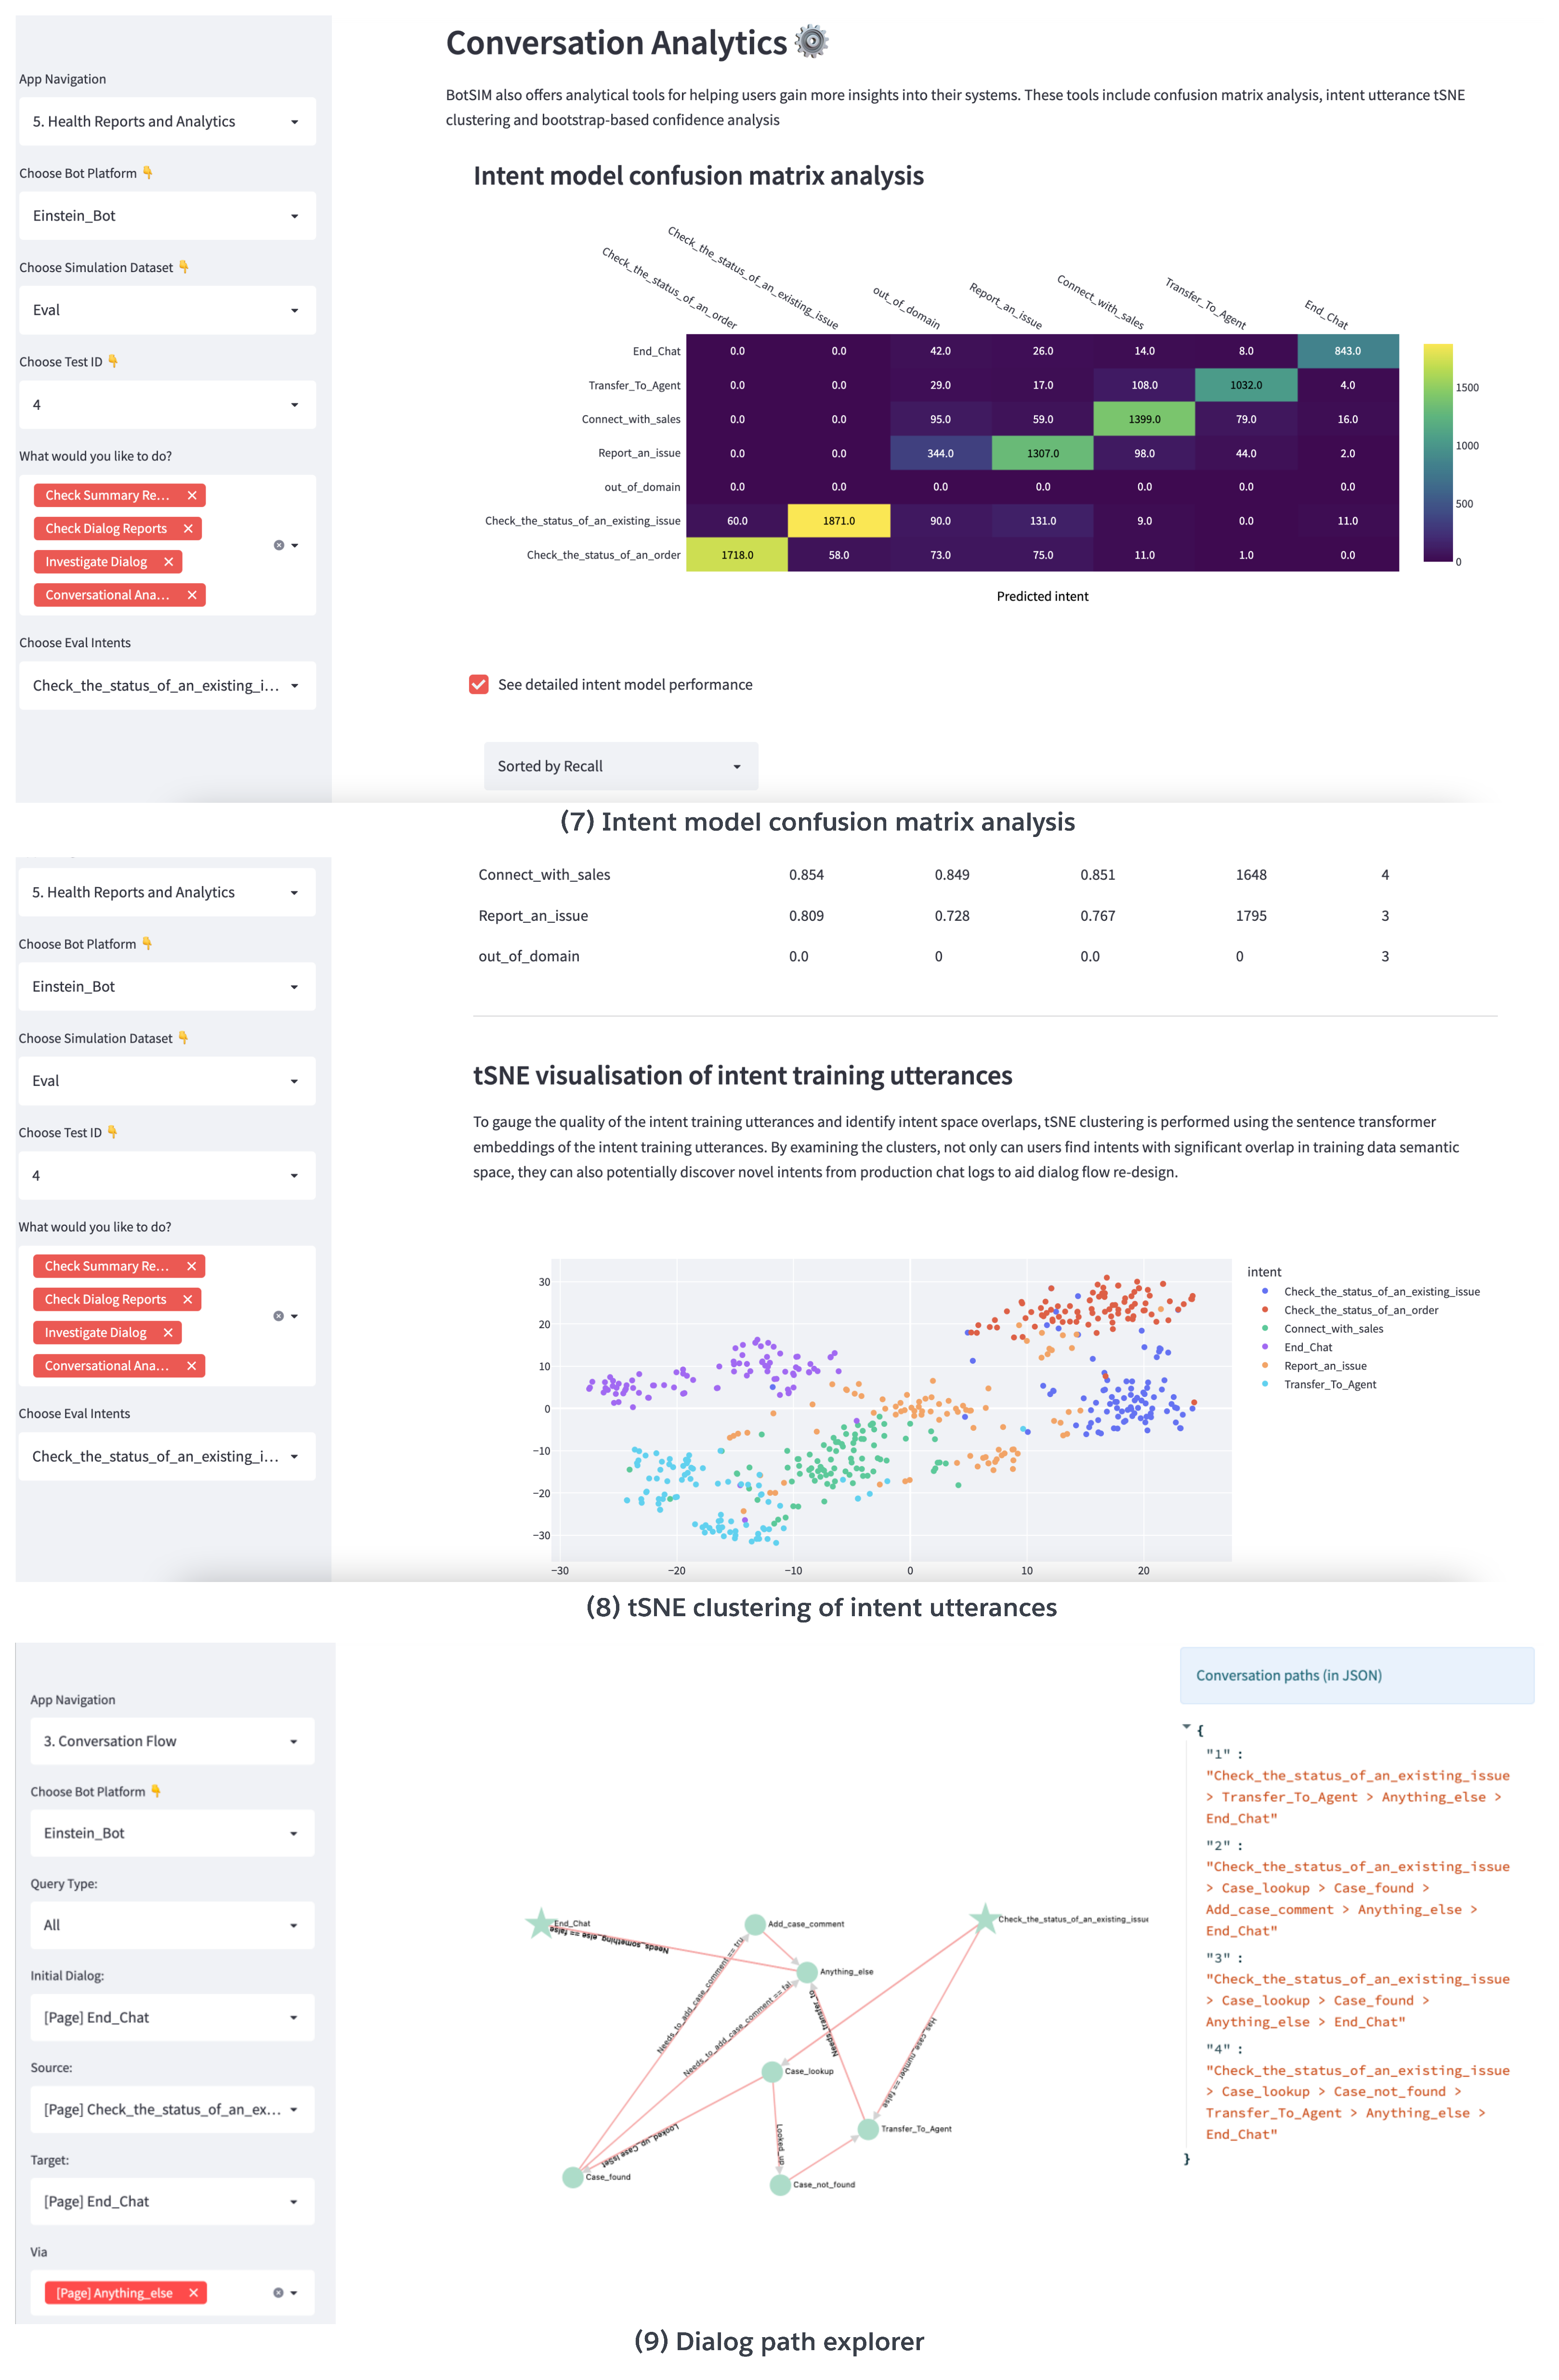 App Navigation
5. Health Reports and Analytics
Choose Bot Platform 👇
Einstein_Bot
Choose Simulation Dataset 👇
Eval
Choose Test ID 👇
4
What would you like to do?
Check Summary Re...
Check Dialog Reports
Investigate Dialog
Conversational Ana...
Choose Eval Intents
Check_the_status_of_an_existing_i...
Conversation Analytics ⚙️
BotSIM also offers analytical tools for helping users gain more insights into their systems. These tools include confusion matrix analysis, intent utterance tSNE
clustering and bootstrap-based confidence analysis
Intent model confusion matrix analysis
Check_the_status_of_an_order
Check_the_status_of_an_existing_issue
out_of_domain
Report_an_issue
Connect_with_sales
Transfer_To_Agent
End_Chat
End_Chat 0.0 0.0 42.0 26.0 14.0 8.0 843.0
Transfer_To_Agent 0.0 0.0 29.0 17.0 108.0 1032.0 4.0
Connect_with_sales 0.0 0.0 95.0 59.0 1399.0 79.0 16.0
Report_an_issue 0.0 0.0 344.0 1307.0 98.0 44.0 2.0
out_of_domain 0.0 0.0 0.0 0.0 0.0 0.0 0.0
Check_the_status_of_an_existing_issue 60.0 1871.0 90.0 131.0 9.0 0.0 11.0
Check_the_status_of_an_order 1718.0 58.0 73.0 75.0 11.0 1.0 0.0
1500
1000
500
0
Predicted intent
See detailed intent model performance
Sorted by Recall
(7) Intent model confusion matrix analysis
5. Health Reports and Analytics
Choose Bot Platform 👇
Einstein_Bot
Choose Simulation Dataset 👇
Eval
Choose Test ID 👇
4
What would you like to do?
Check Summary Re...
Check Dialog Reports
Investigate Dialog
Conversational Ana...
Choose Eval Intents
Check_the_status_of_an_existing_i...
Connect_with_sales 0.854 0.849 0.851 1648 4
Report_an_issue 0.809 0.728 0.767 1795 3
out_of_domain 0.0 0 0.0 0 3
tSNE visualisation of intent training utterances
To gauge the quality of the intent training utterances and identify intent space overlaps, tSNE clustering is performed using the sentence transformer
embeddings of the intent training utterances. By examining the clusters, not only can users find intents with significant overlap in training data semantic
space, they can also potentially discover novel intents from production chat logs to aid dialog flow re-design.
30
20
10
0
−10
−20
−30
−30 −20 −10 0 10 20
intent
Check_the_status_of_an_existing_issue
Check_the_status_of_an_order
Connect_with_sales
End_Chat
Report_an_issue
Transfer_To_Agent
(8) tSNE clustering of intent utterances
App Navigation
3. Conversation Flow
Choose Bot Platform 👇
Einstein_Bot
Query Type:
All
Initial Dialog:
[Page] End_Chat
Source:
[Page] Check_the_status_of_an_ex...
Target:
[Page] End_Chat
Via
[Page] Anything_else
End_Chat
Needs_something_else == false
Add_case_comment
Check_the_status_of_an_existing_issue
Anything_else
Needs_to_add_case_comment == tru
Needs_to_add_case_comment == fal
Needs_transfer_to_
Has_case_number == false
Case_lookup
Looked_up_Case isSet
Looked_up_
Transfer_To_Agent
Case_found
Case_not_found
Conversation paths (in JSON)
{
"1" :
"Check_the_status_of_an_existing_issue
> Transfer_To_Agent > Anything_else >
End_Chat"
"2" :
"Check_the_status_of_an_existing_issue
> Case_lookup > Case_found >
Add_case_comment > Anything_else >
End_Chat"
"3" :
"Check_the_status_of_an_existing_issue
> Case_lookup > Case_found >
Anything_else > End_Chat"
"4" :
"Check_the_status_of_an_existing_issue
> Case_lookup > Case_not_found >
Transfer_To_Agent > Anything_else >
End_Chat"
}
(9) Dialog path explorer